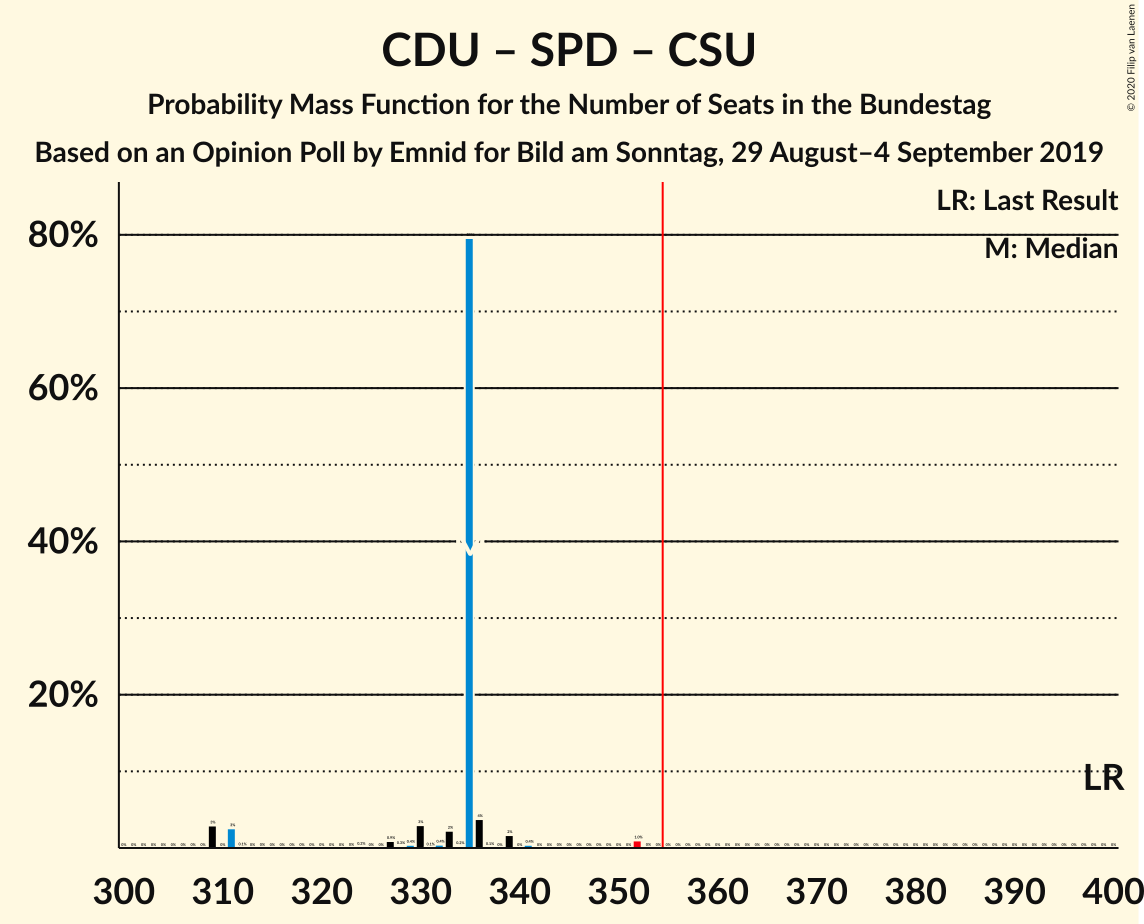 CDU – SPD – CSU
Probability Mass Function for the Number of Seats in the Bundestag
Based on an Opinion Poll by Emnid for Bild am Sonntag, 29 August–4 September 2019
© 2020 Filip van Laenen
LR: Last Result
M: Median
80%
60%
40%
20%
M
LR
300 310 320 330 340 350 360 370 380 390 400